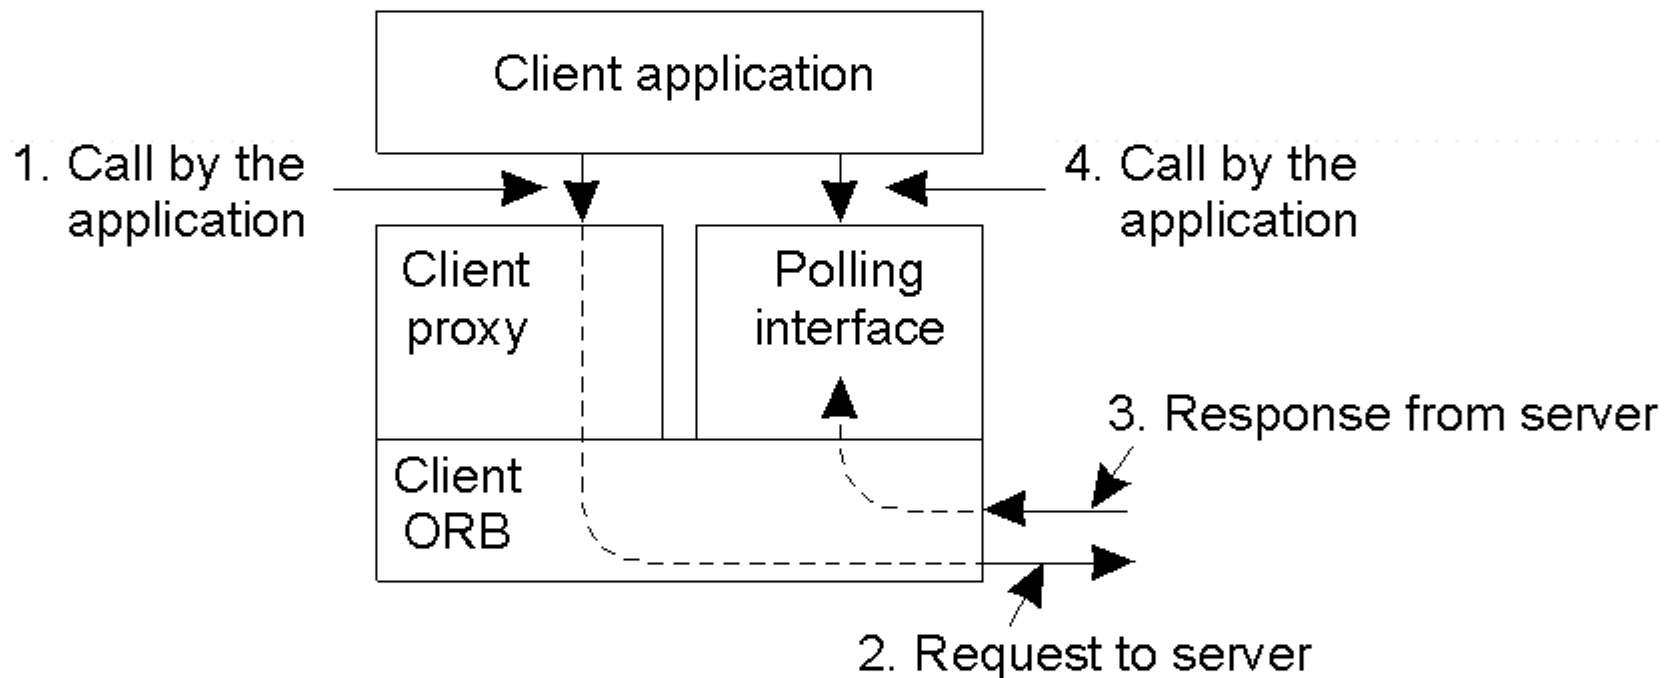 Client application
1. Call by the
application
4. Call by the
application
Client
proxy
Polling
interface
3. Response from server
Client
ORB
2. Request to server